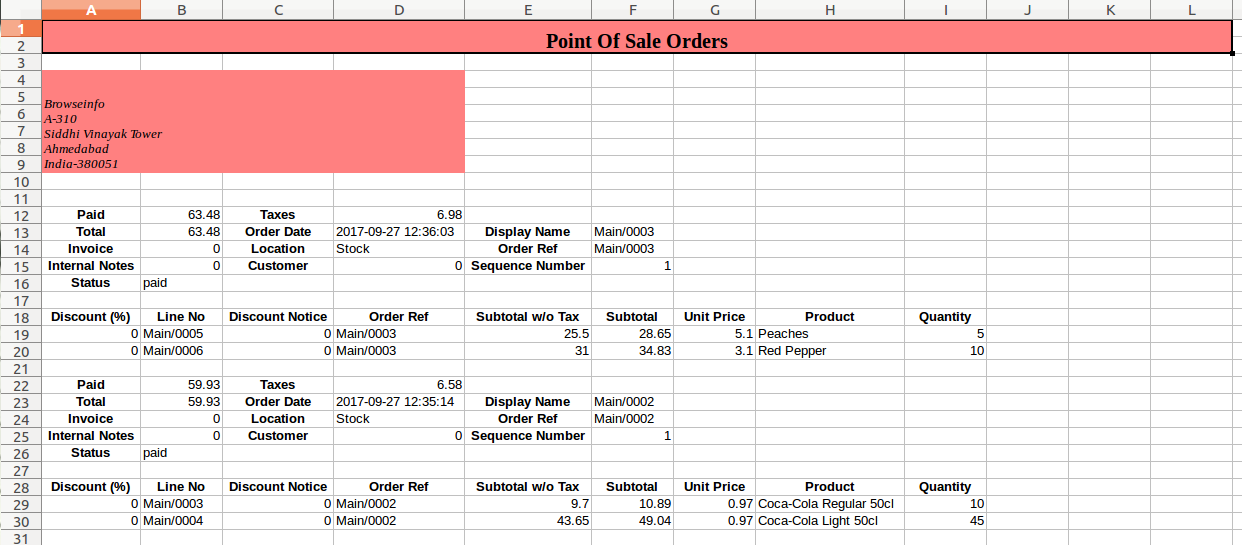 A B C D E F G H I J K L
1
2 Point Of Sale Orders
3
4
5 Browseinfo
6 A-310
7 Siddhi Vinayak Tower
8 Ahmedabad
9 India-380051
10
11
12 Paid 63.48 Taxes 6.98
13 Total 63.48 Order Date 2017-09-27 12:36:03 Display Name Main/0003
14 Invoice 0 Location Stock Order Ref Main/0003
15 Internal Notes 0 Customer 0 Sequence Number 1
16 Status paid
17
18 Discount (%) Line No Discount Notice Order Ref Subtotal w/o Tax Subtotal Unit Price Product Quantity
19 0 Main/0005 0 Main/0003 25.5 28.65 5.1 Peaches 5
20 0 Main/0006 0 Main/0003 31 34.83 3.1 Red Pepper 10
21
22 Paid 59.93 Taxes 6.58
23 Total 59.93 Order Date 2017-09-27 12:35:14 Display Name Main/0002
24 Invoice 0 Location Stock Order Ref Main/0002
25 Internal Notes 0 Customer 0 Sequence Number 1
26 Status paid
27
28 Discount (%) Line No Discount Notice Order Ref Subtotal w/o Tax Subtotal Unit Price Product Quantity
29 0 Main/0003 0 Main/0002 9.7 10.89 0.97 Coca-Cola Regular 50cl 10
30 0 Main/0004 0 Main/0002 43.65 49.04 0.97 Coca-Cola Light 50cl 45
31